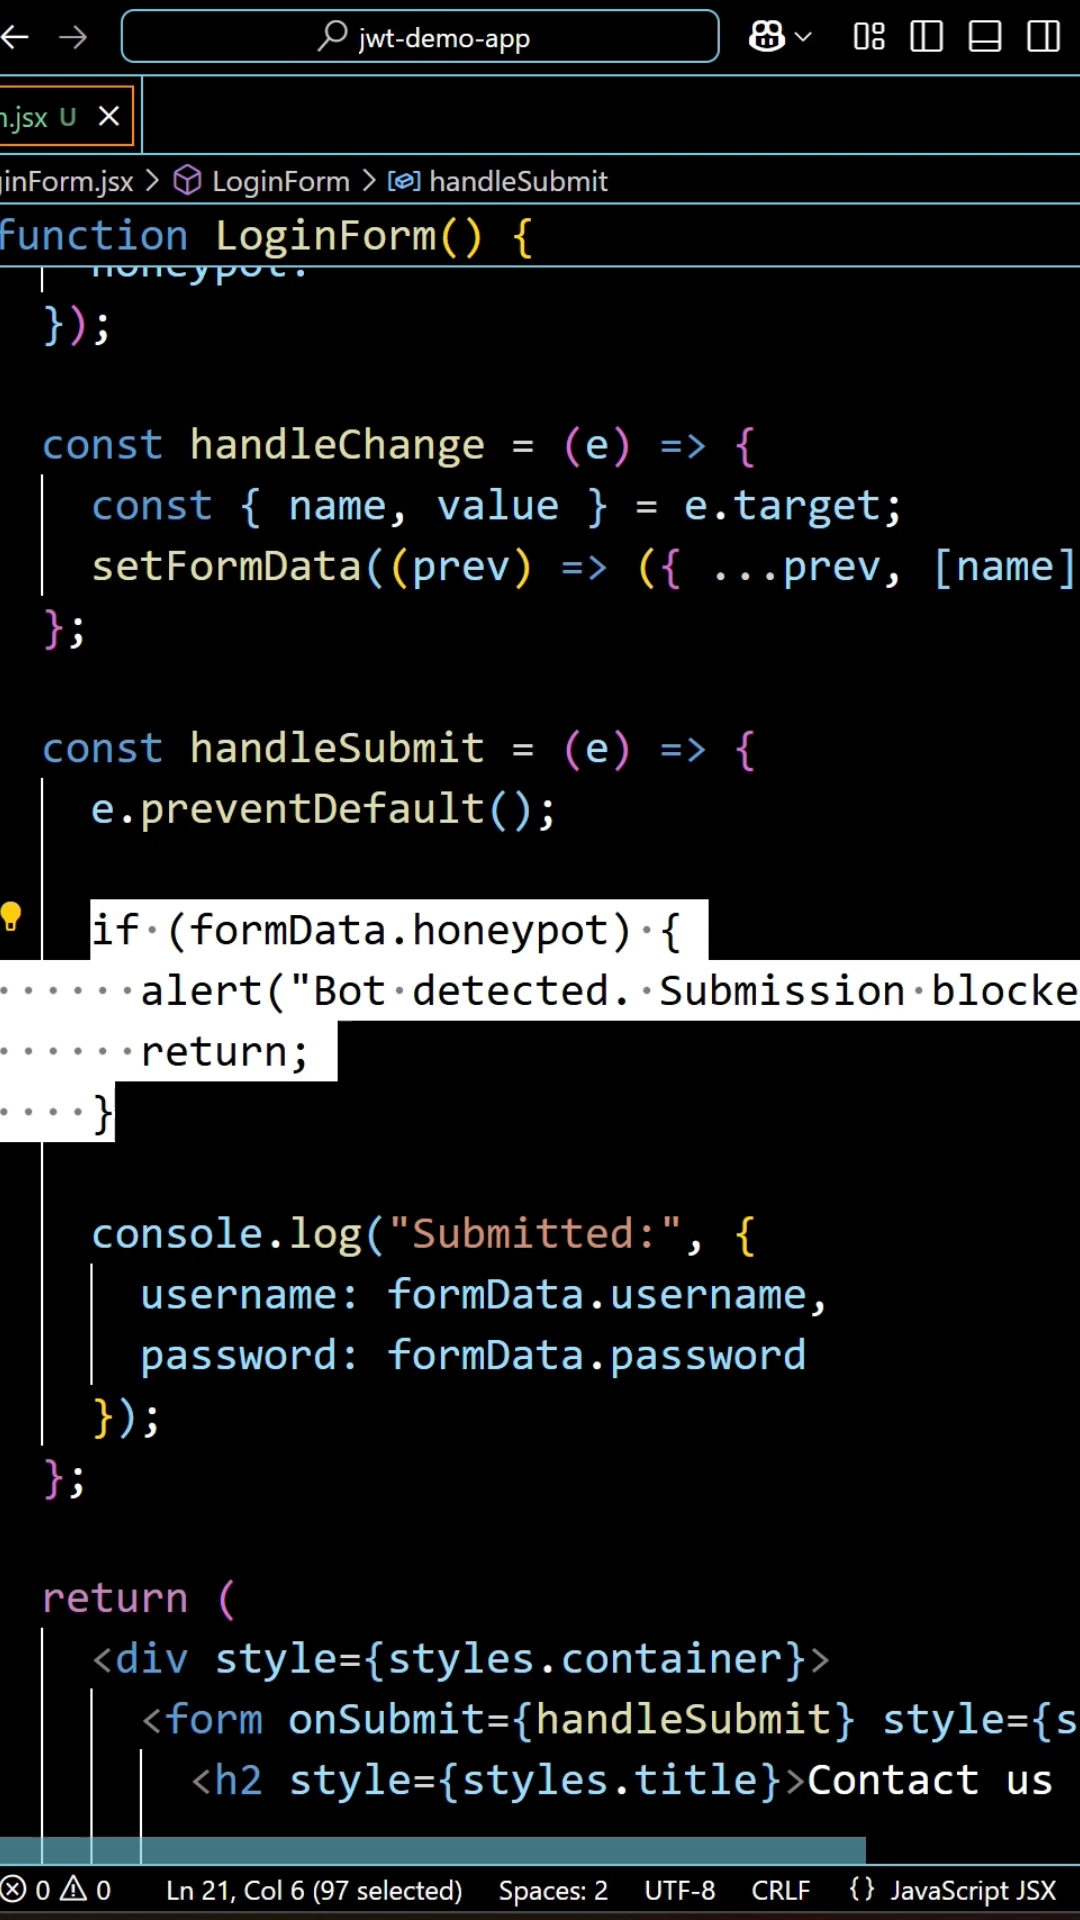 jwt-demo-app
n.jsx U
ginForm.jsx > LoginForm > handleSubmit
function LoginForm() {
honeypot:
});
const handleChange = (e) => {
const { name, value } = e.target;
setFormData((prev) => ({ ...prev, [name]
};
const handleSubmit = (e) => {
e.preventDefault();
if (formData.honeypot) {
alert("Bot detected. Submission blocke
return;
}
console.log("Submitted:", {
username: formData.username,
password: formData.password
});
};
return (
<div style={styles.container}>
<form onSubmit={handleSubmit} style={s
<h2 style={styles.title}>Contact us
0 0 Ln 21, Col 6 (97 selected) Spaces: 2 UTF-8 CRLF {} JavaScript JSX